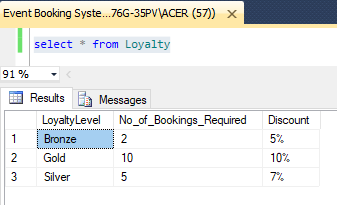 Event Booking Syste...76G-35PV\ACER (57))
select * from Loyalty
91 %
Results Messages
LoyaltyLevel No_of_Bookings_Required Discount
1 Bronze 2 5%
2 Gold 10 10%
3 Silver 5 7%